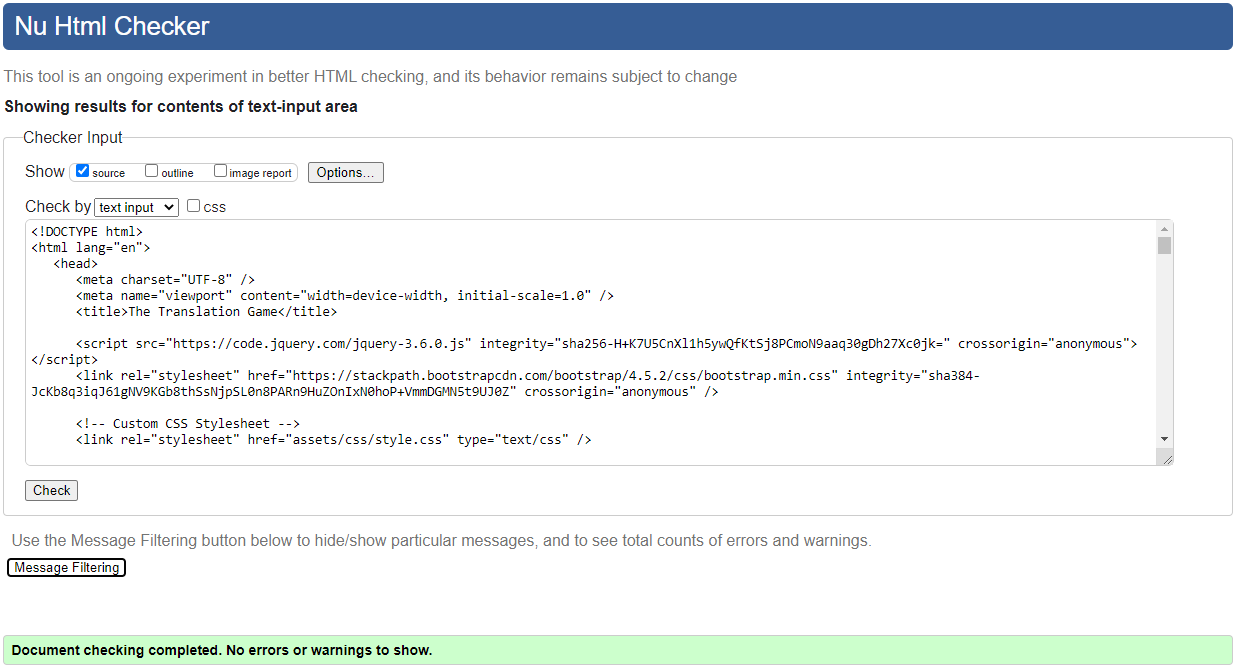 Nu Html Checker
This tool is an ongoing experiment in better HTML checking, and its behavior remains subject to change
Showing results for contents of text-input area
Checker Input
Show source outline image report Options...
Check by text input css
<!DOCTYPE html>
<html lang="en">
<head>
<meta charset="UTF-8" />
<meta name="viewport" content="width=device-width, initial-scale=1.0" />
<title>The Translation Game</title>
<script src="https://code.jquery.com/jquery-3.6.0.js" integrity="sha256-H+K7U5CnXl1h5ywQfKtSj8PCmoN9aaq30gDh27Xc0jk=" crossorigin="anonymous">
</script>
<link rel="stylesheet" href="https://stackpath.bootstrapcdn.com/bootstrap/4.5.2/css/bootstrap.min.css" integrity="sha384-
JcKb8q3iqJ61gNV9KGb8thSsNjpSL0n8PARn9HuZOnIxN0hoP+VmmDGMN5t9UJ0Z" crossorigin="anonymous" />
<!-- Custom CSS Stylesheet -->
<link rel="stylesheet" href="assets/css/style.css" type="text/css" />
Check
Use the Message Filtering button below to hide/show particular messages, and to see total counts of errors and warnings.
Message Filtering
Document checking completed. No errors or warnings to show.